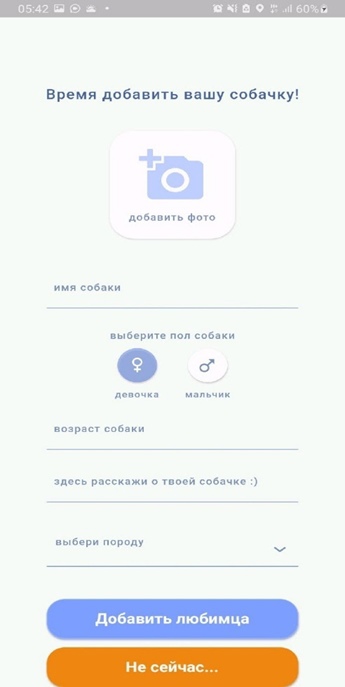 05:42
60%
Время добавить вашу собачку!
добавить фото
имя собаки
выберите пол собаки
девочка мальчик
возраст собаки
здесь расскажи о твоей собачке :)
выбери породу
Добавить любимца
Не сейчас...